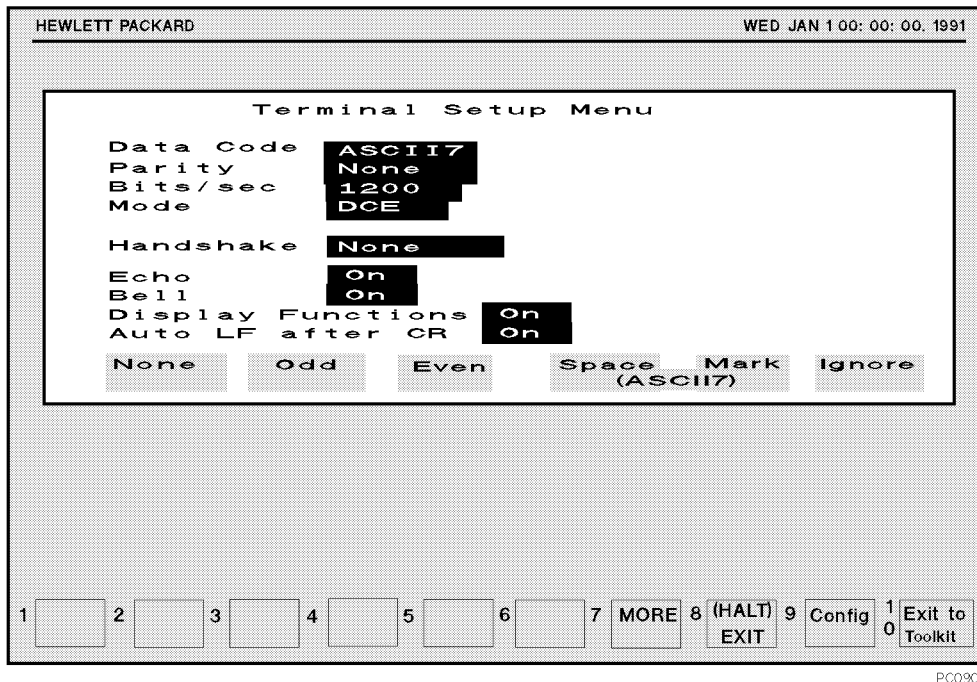 HEWLETT PACKARD WED JAN 1 00: 00: 00. 1991
Terminal Setup Menu
Data Code ASCII7
Parity None
Bits/sec 1200
Mode DCE
Handshake None
Echo On
Bell On
Display Functions On
Auto LF after CR On
None Odd Even Space Mark Ignore
(ASCII7)
1 2 3 4 5 6 7 MORE 8 (HALT) EXIT 9 Config 10 Exit to Toolkit